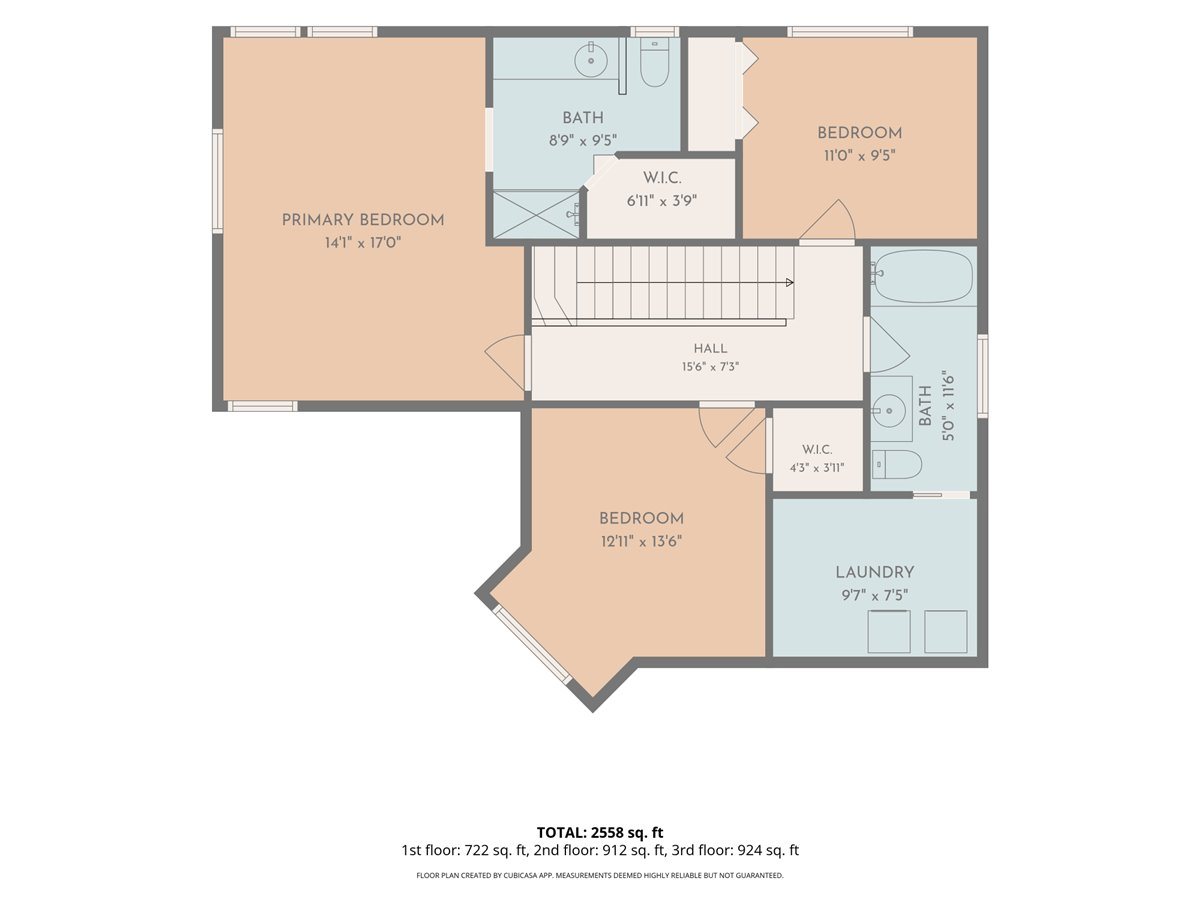 BATH
8'9" x 9'5"
BEDROOM
11'0" x 9'5"
W.I.C.
6'11" x 3'9"
PRIMARY BEDROOM
14'1" x 17'0"
HALL
15'6" x 7'3"
BATH
5'0" x 11'6"
W.I.C.
4'3" x 3'11"
BEDROOM
12'11" x 13'6"
LAUNDRY
9'7" x 7'5"
TOTAL: 2558 sq. ft
1st floor: 722 sq. ft, 2nd floor: 912 sq. ft, 3rd floor: 924 sq. ft
FLOOR PLAN CREATED BY CUBICASA APP. MEASUREMENTS DEEMED HIGHLY RELIABLE BUT NOT GUARANTEED.